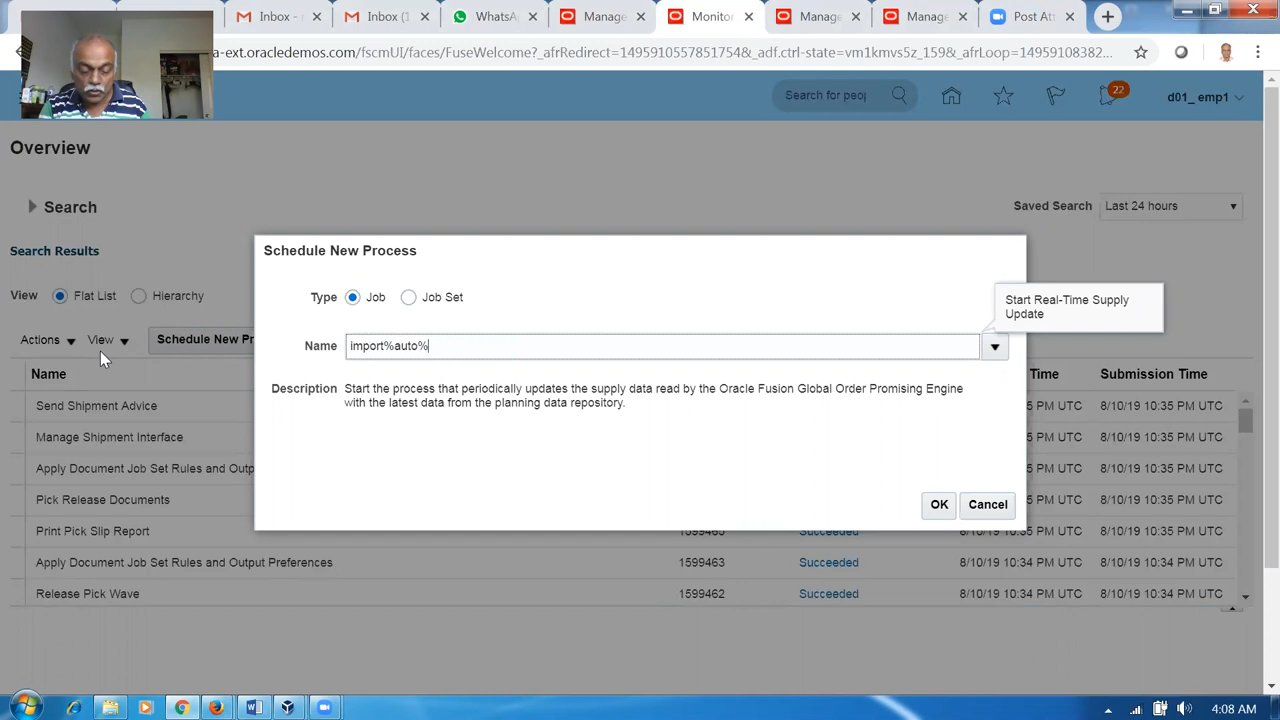 Inbox -
Inbox (1
WhatsA
Manage
Monitor
Manage
Manage
Post Att
a-ext.oracledemos.com/fscmUI/faces/FuseWelcome?_afrRedirect=1495910557851754&_adf.ctrl-state=vm1kmvs5z_159&_afrLoop=14959108382...
Search for peop
22
d01_ emp1
Overview
Search
Saved Search Last 24 hours
Search Results
View Flat List Hierarchy
Actions View Schedule New Pr
Name Time Submission Time
Send Shipment Advice 5 PM UTC 8/10/19 10:35 PM UTC
Manage Shipment Interface 5 PM UTC 8/10/19 10:35 PM UTC
Apply Document Job Set Rules and Outp 5 PM UTC 8/10/19 10:35 PM UTC
Pick Release Documents 5 PM UTC 8/10/19 10:35 PM UTC
Print Pick Slip Report 1599465 Succeeded 8/10/19 10:35 PM UTC 8/10/19 10:35 PM UTC
Apply Document Job Set Rules and Output Preferences 1599463 Succeeded 8/10/19 10:34 PM UTC 8/10/19 10:34 PM UTC
Release Pick Wave 1599462 Succeeded 8/10/19 10:34 PM UTC 8/10/19 10:34 PM UTC
Schedule New Process
Type Job Job Set
Name import%auto%
Start Real-Time Supply
Update
Description Start the process that periodically updates the supply data read by the Oracle Fusion Global Order Promising Engine
with the latest data from the planning data repository.
OK Cancel
4:08 AM